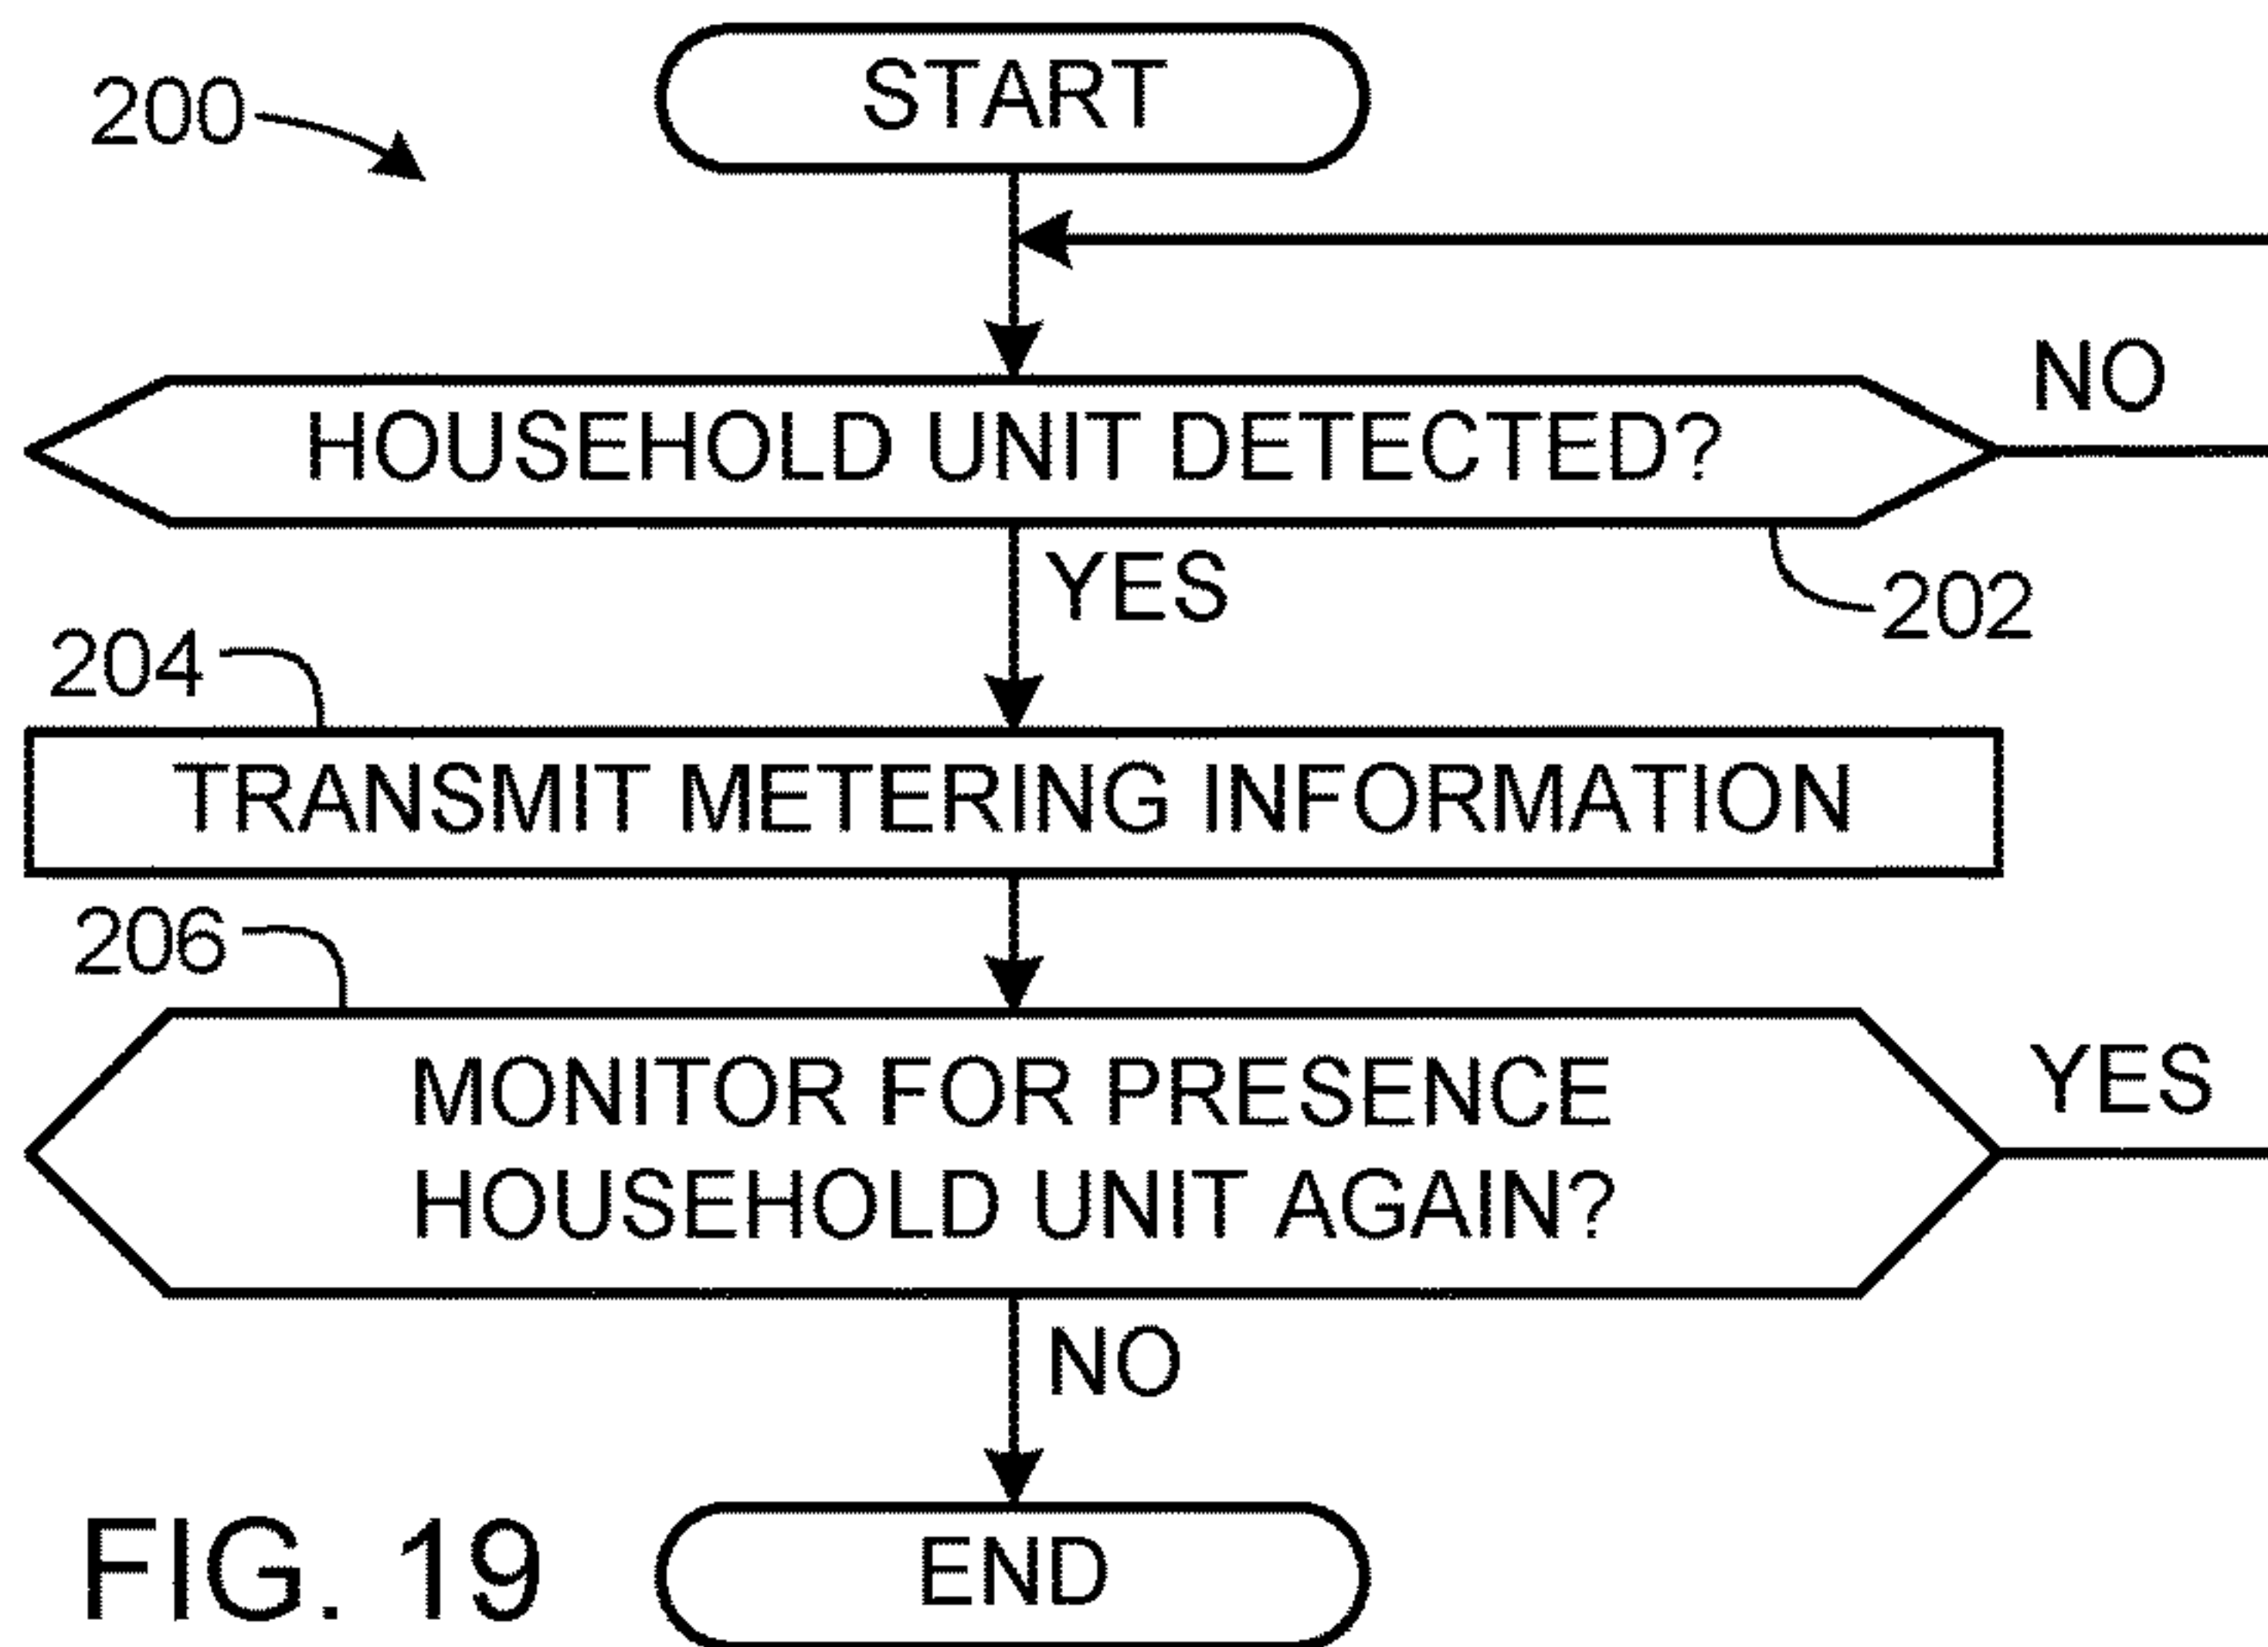 200
START
NO
HOUSEHOLD UNIT DETECTED?
YES
202
204
TRANSMIT METERING INFORMATION
206
MONITOR FOR PRESENCE
HOUSEHOLD UNIT AGAIN?
YES
NO
FIG. 19
END